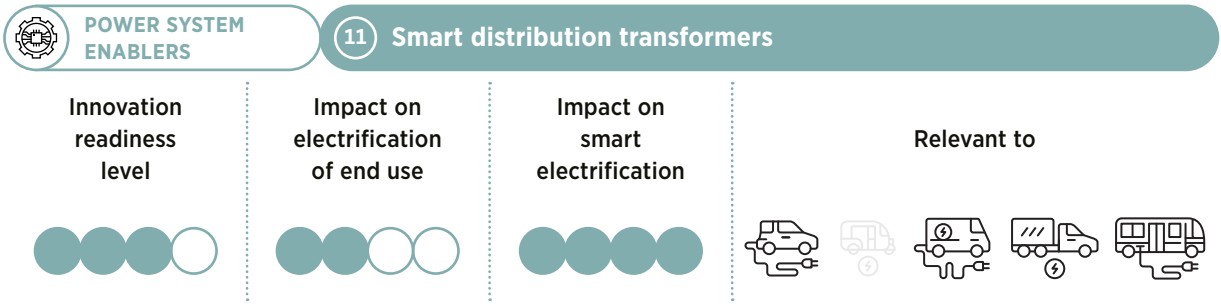 POWER SYSTEM
ENABLERS
11 Smart distribution transformers
Innovation
readiness
level
Impact on
electrification
of end use
Impact on
smart
electrification
Relevant to